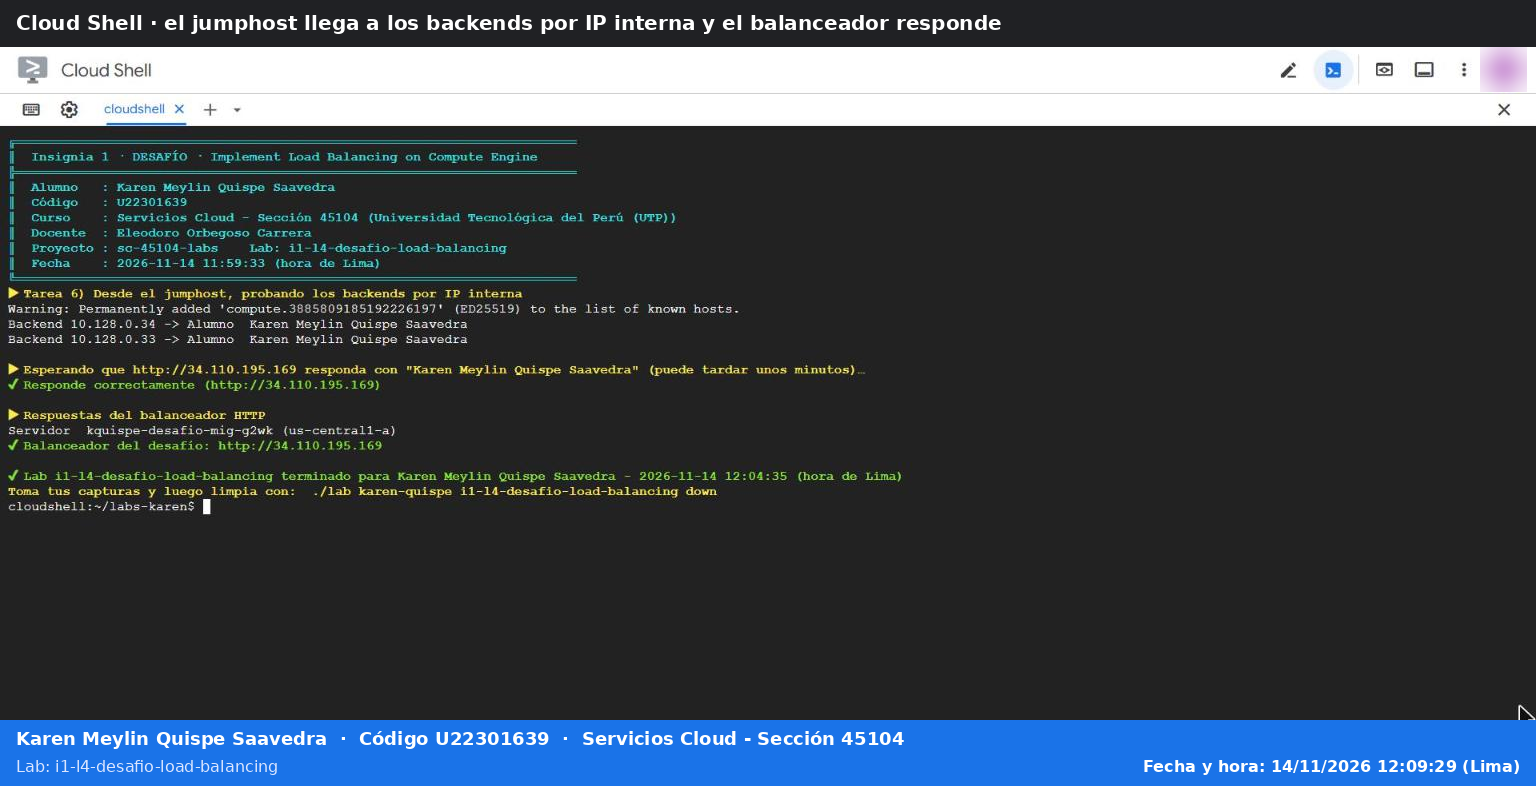 Cloud Shell · el jumphost llega a los backends por IP interna y el balanceador responde
Cloud Shell
cloudshell
Insignia 1 · DESAFÍO · Implement Load Balancing on Compute Engine
Alumno : Karen Meylin Quispe Saavedra
Código : U22301639
Curso : Servicios Cloud - Sección 45104 (Universidad Tecnológica del Perú (UTP))
Docente : Eleodoro Orbegoso Carrera
Proyecto : sc-45104-labs Lab: i1-l4-desafio-load-balancing
Fecha : 2026-11-14 11:59:33 (hora de Lima)
▶ Tarea 6) Desde el jumphost, probando los backends por IP interna
Warning: Permanently added 'compute.3885809185192226197' (ED25519) to the list of known hosts.
Backend 10.128.0.34 -> Alumno Karen Meylin Quispe Saavedra
Backend 10.128.0.33 -> Alumno Karen Meylin Quispe Saavedra
▶ Esperando que http://34.110.195.169 responda con "Karen Meylin Quispe Saavedra" (puede tardar unos minutos)…
✔ Responde correctamente (http://34.110.195.169)
▶ Respuestas del balanceador HTTP
Servidor kquispe-desafio-mig-g2wk (us-central1-a)
✔ Balanceador del desafío: http://34.110.195.169
✔ Lab i1-l4-desafio-load-balancing terminado para Karen Meylin Quispe Saavedra - 2026-11-14 12:04:35 (hora de Lima)
Toma tus capturas y luego limpia con: ./lab karen-quispe i1-l4-desafio-load-balancing down
cloudshell:~/labs-karen$
Karen Meylin Quispe Saavedra · Código U22301639 · Servicios Cloud - Sección 45104
Lab: i1-l4-desafio-load-balancing
Fecha y hora: 14/11/2026 12:09:29 (Lima)